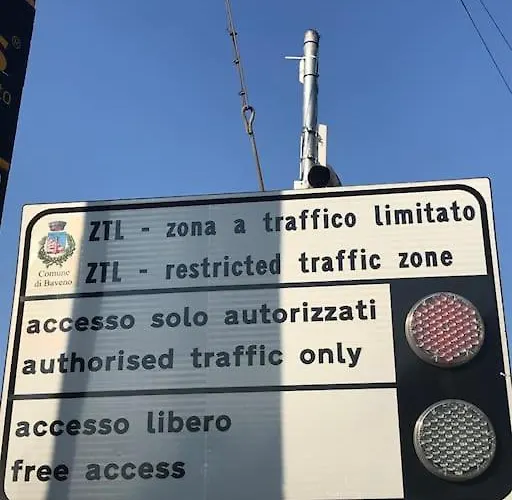 ZTL - zona a traffico limitato
ZTL - restricted traffic zone
Comune
di Baveno
accesso solo autorizzati
authorised traffic only
accesso libero
free access